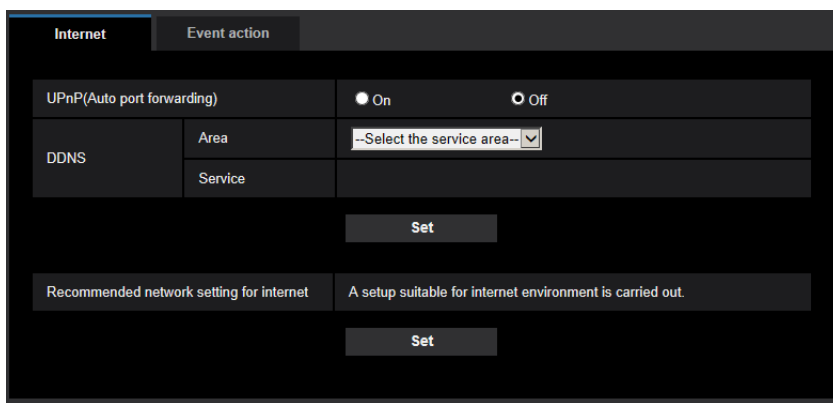 Internet
Event action
UPnP(Auto port forwarding)
On
Off
DDNS
Area
--Select the service area--
Service
Set
Recommended network setting for internet
A setup suitable for internet environment is carried out.
Set